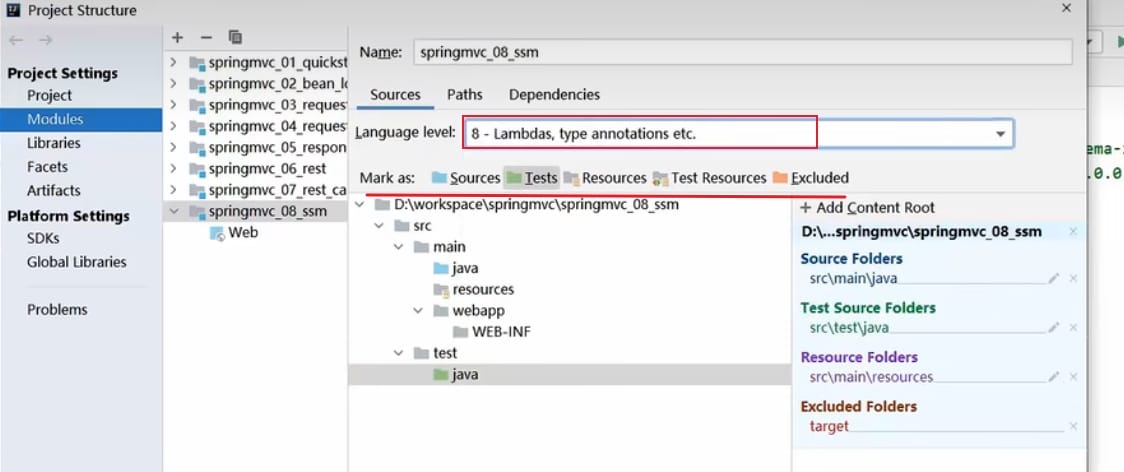 Project Structure
Project Settings
Project
Modules
Libraries
Facets
Artifacts
Platform Settings
SDKs
Global Libraries
Problems
springmvc_01_quickst
springmvc_02_bean_lo
springmvc_03_request
springmvc_04_request
springmvc_05_respon
springmvc_06_rest
springmvc_07_rest_ca
springmvc_08_ssm
Web
Name: springmvc_08_ssm
Sources Paths Dependencies
Language level: 8 - Lambdas, type annotations etc.
Mark as: Sources Tests Resources Test Resources Excluded
D:\workspace\springmvc\springmvc_08_ssm
src
main
java
resources
webapp
WEB-INF
test
java
+ Add Content Root
D:\...springmvc\springmvc_08_ssm
Source Folders
src\main\java
Test Source Folders
src\test\java
Resource Folders
src\main\resources
Excluded Folders
target
.0.0